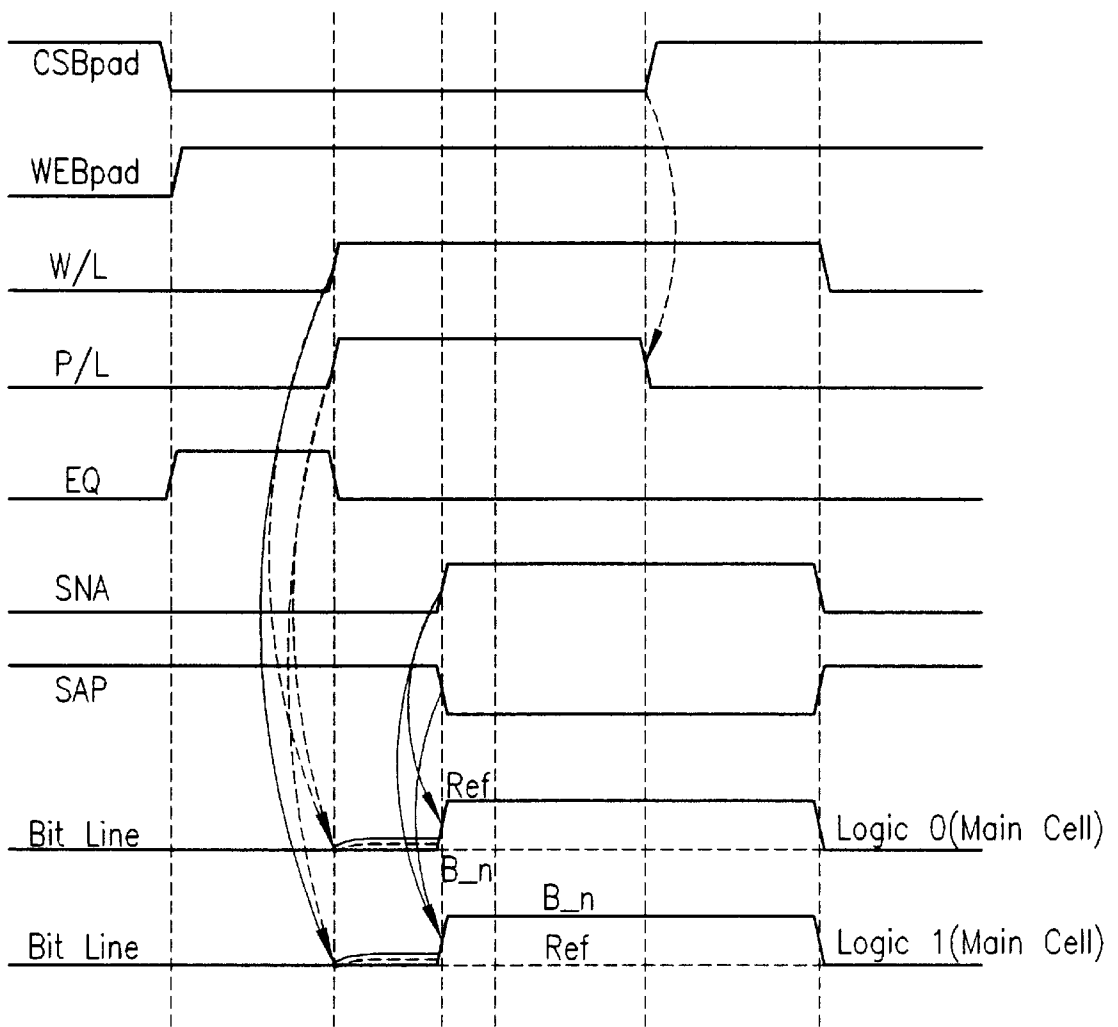 CSBpad
WEBpad
W/L
P/L
EQ
SNA
SAP
Ref
Bit Line
Logic 0(Main Cell)
B_n
B_n
Bit Line
Ref
Logic 1(Main Cell)